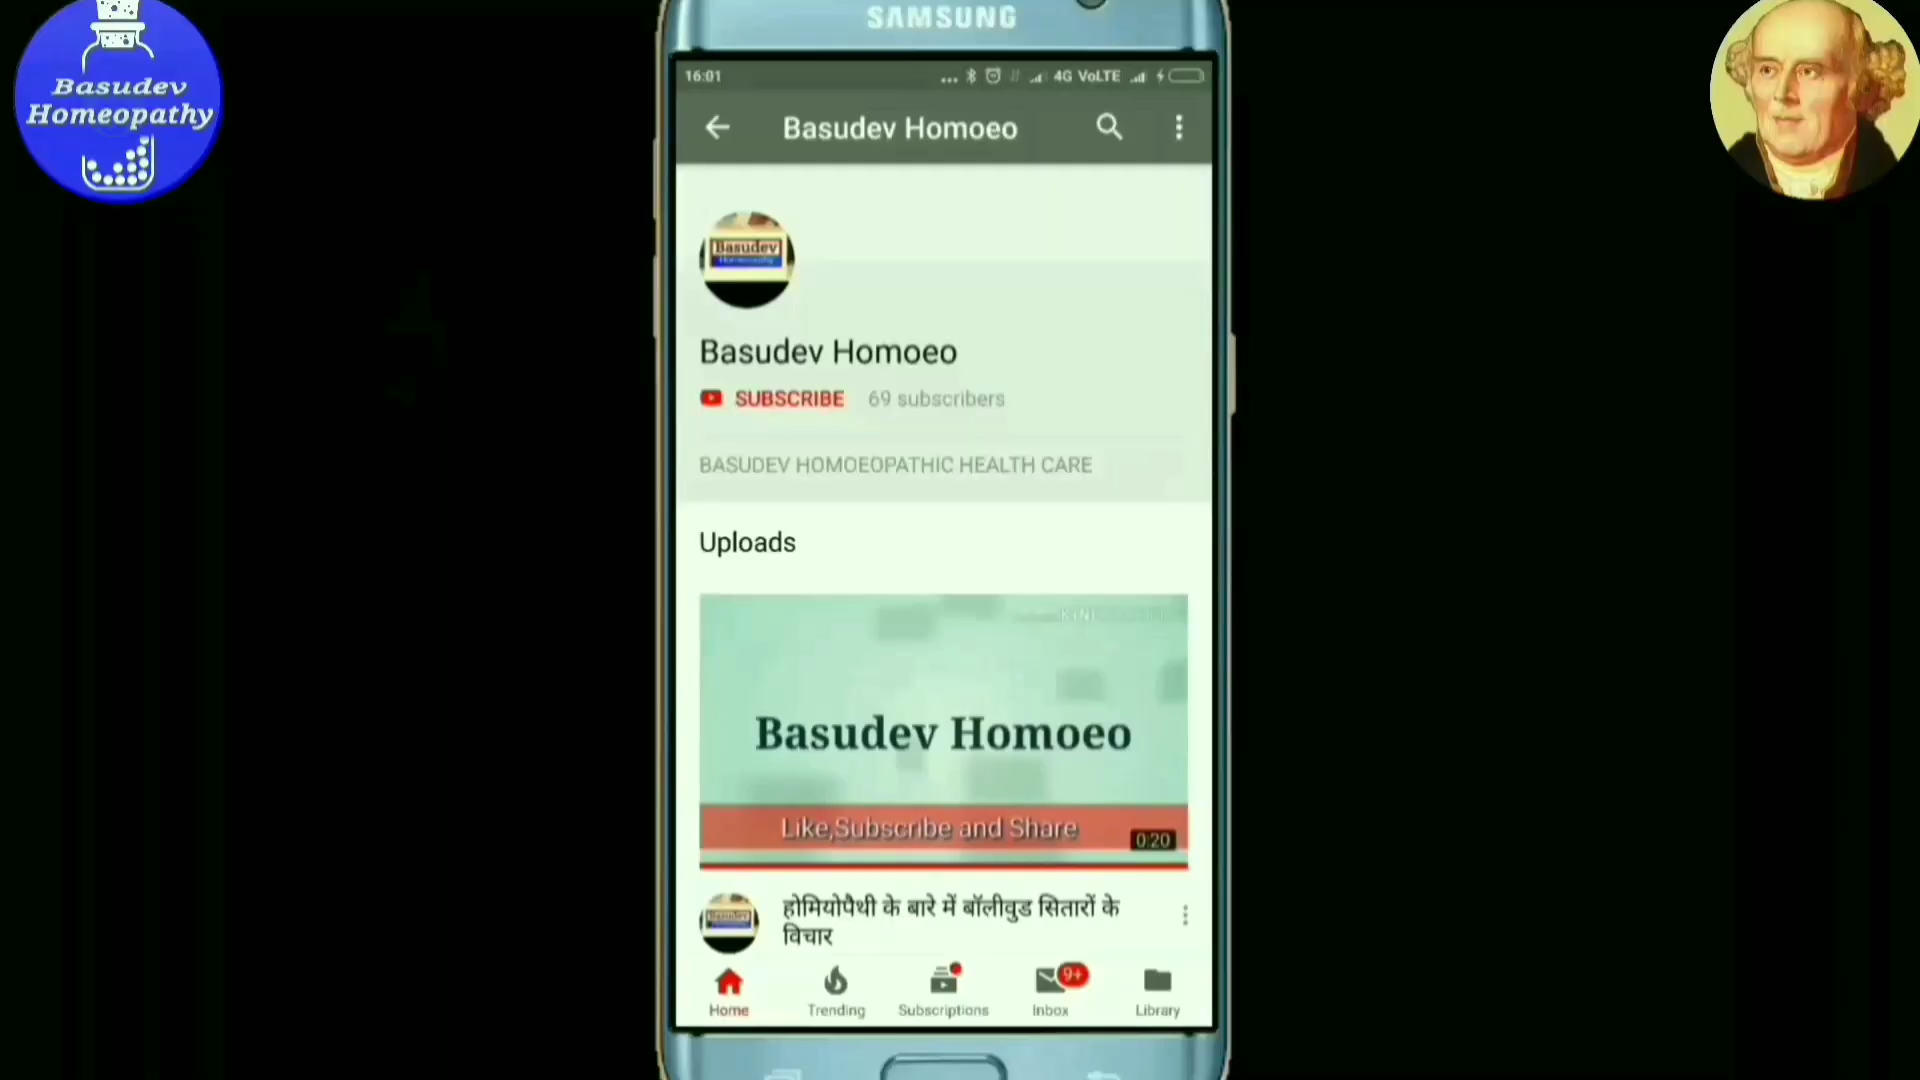 Basudev
Homeopathy
SAMSUNG
16:01
4G VoLTE
Basudev Homoeo
Basudev
Basudev Homoeo
SUBSCRIBE 69 subscribers
BASUDEV HOMOEOPATHIC HEALTH CARE
Uploads
Basudev Homoeo
Like,Subscribe and Share
0:20
होमियोपैथी के बारे में बॉलीवुड सितारों के
विचार
9+
Home Trending Subscriptions Inbox Library